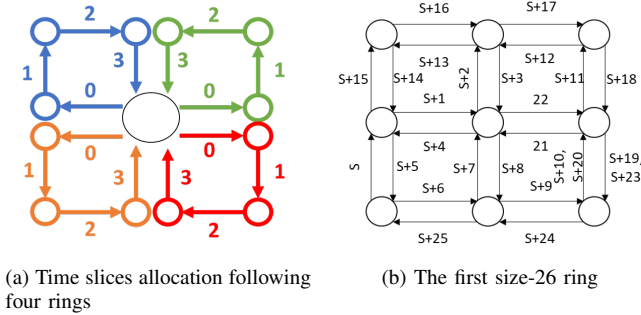 2 2
3 3
1 1
0 0
0 0
1 3 3 1
2 2
S+16 S+17
S+13 S+12
S+15 S+14 S+2 S+3 S+11 S+18
S+1 22
S+4 21
S S+5 S+7 S+8 S+10, S+20 S+19, S+23
S+6 S+9
S+25 S+24
(a) Time slices allocation following
four rings
(b) The first size-26 ring